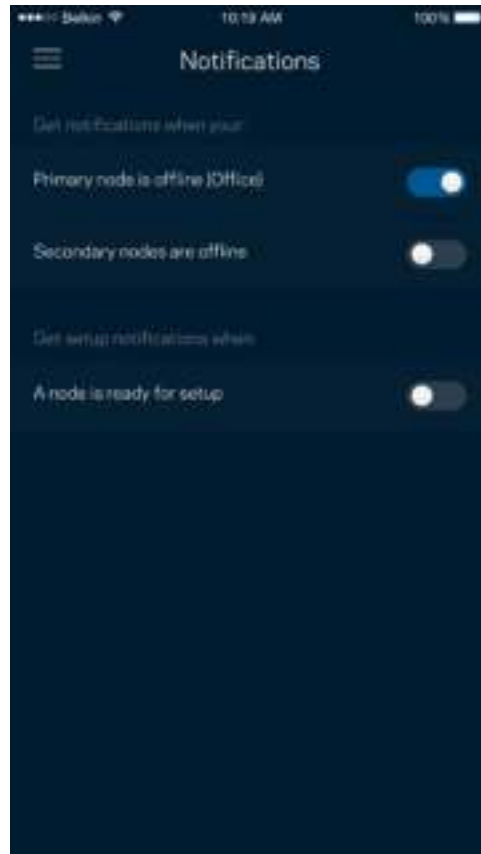 Belkin 10:19 AM 100%
Notifications
Get notifications when your:
Primary node is offline (Office)
Secondary nodes are offline
Get setup notifications when:
A node is ready for setup